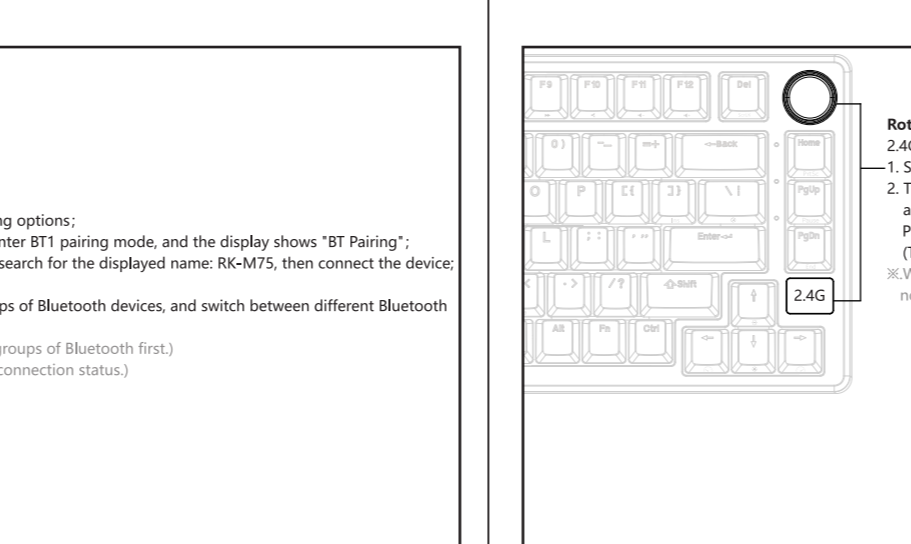 ng options;
nter BT1 pairing mode, and the display shows "BT Pairing";
search for the displayed name: RK-M75, then connect the device;
ps of Bluetooth devices, and switch between different Bluetooth
groups of Bluetooth first.)
connection status.)
F9 F10 F11 F12 Del
0 ) - _ = + <-Back Home
O P [ { ] } \ | PgUp
L ; : ' " Enter PgDn
< . > / ? Shift
2.4G
Alt Fn Ctrl
Rot
2.4G
1. S
2. T
a
P
(T
※.W
ne